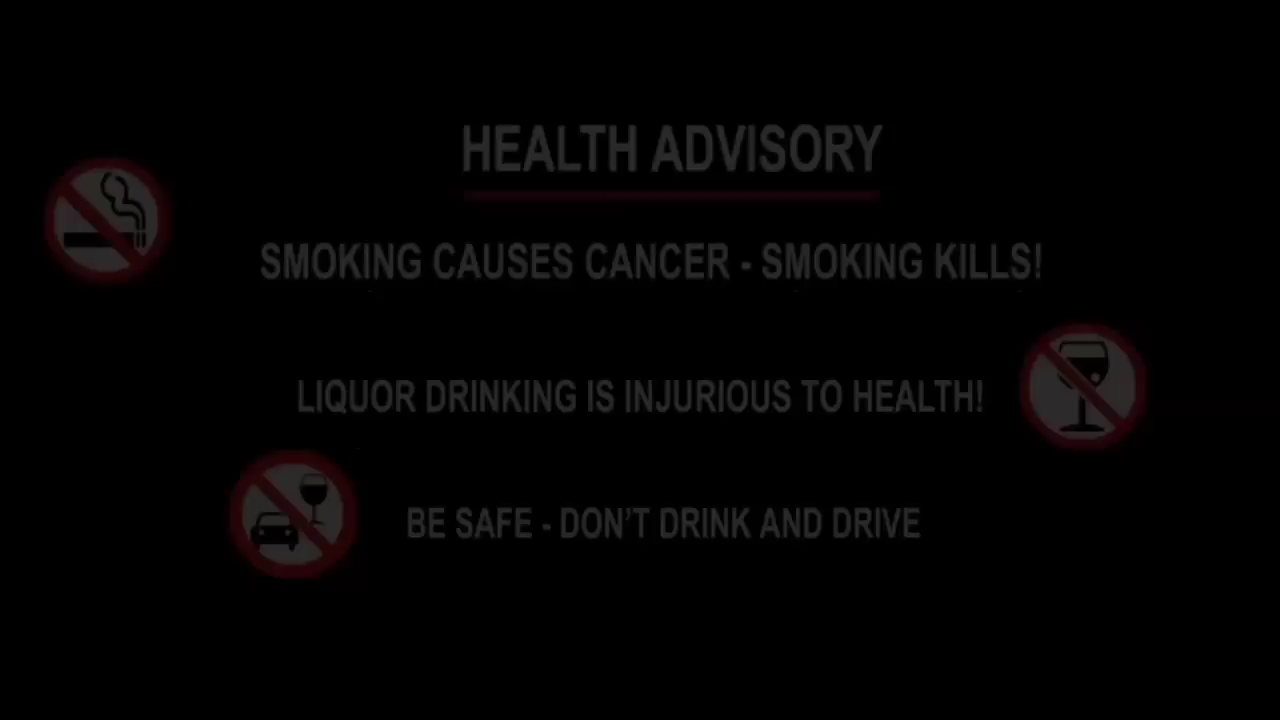 HEALTH ADVISORY
SMOKING CAUSES CANCER - SMOKING KILLS!
LIQUOR DRINKING IS INJURIOUS TO HEALTH!
BE SAFE - DON’T DRINK AND DRIVE